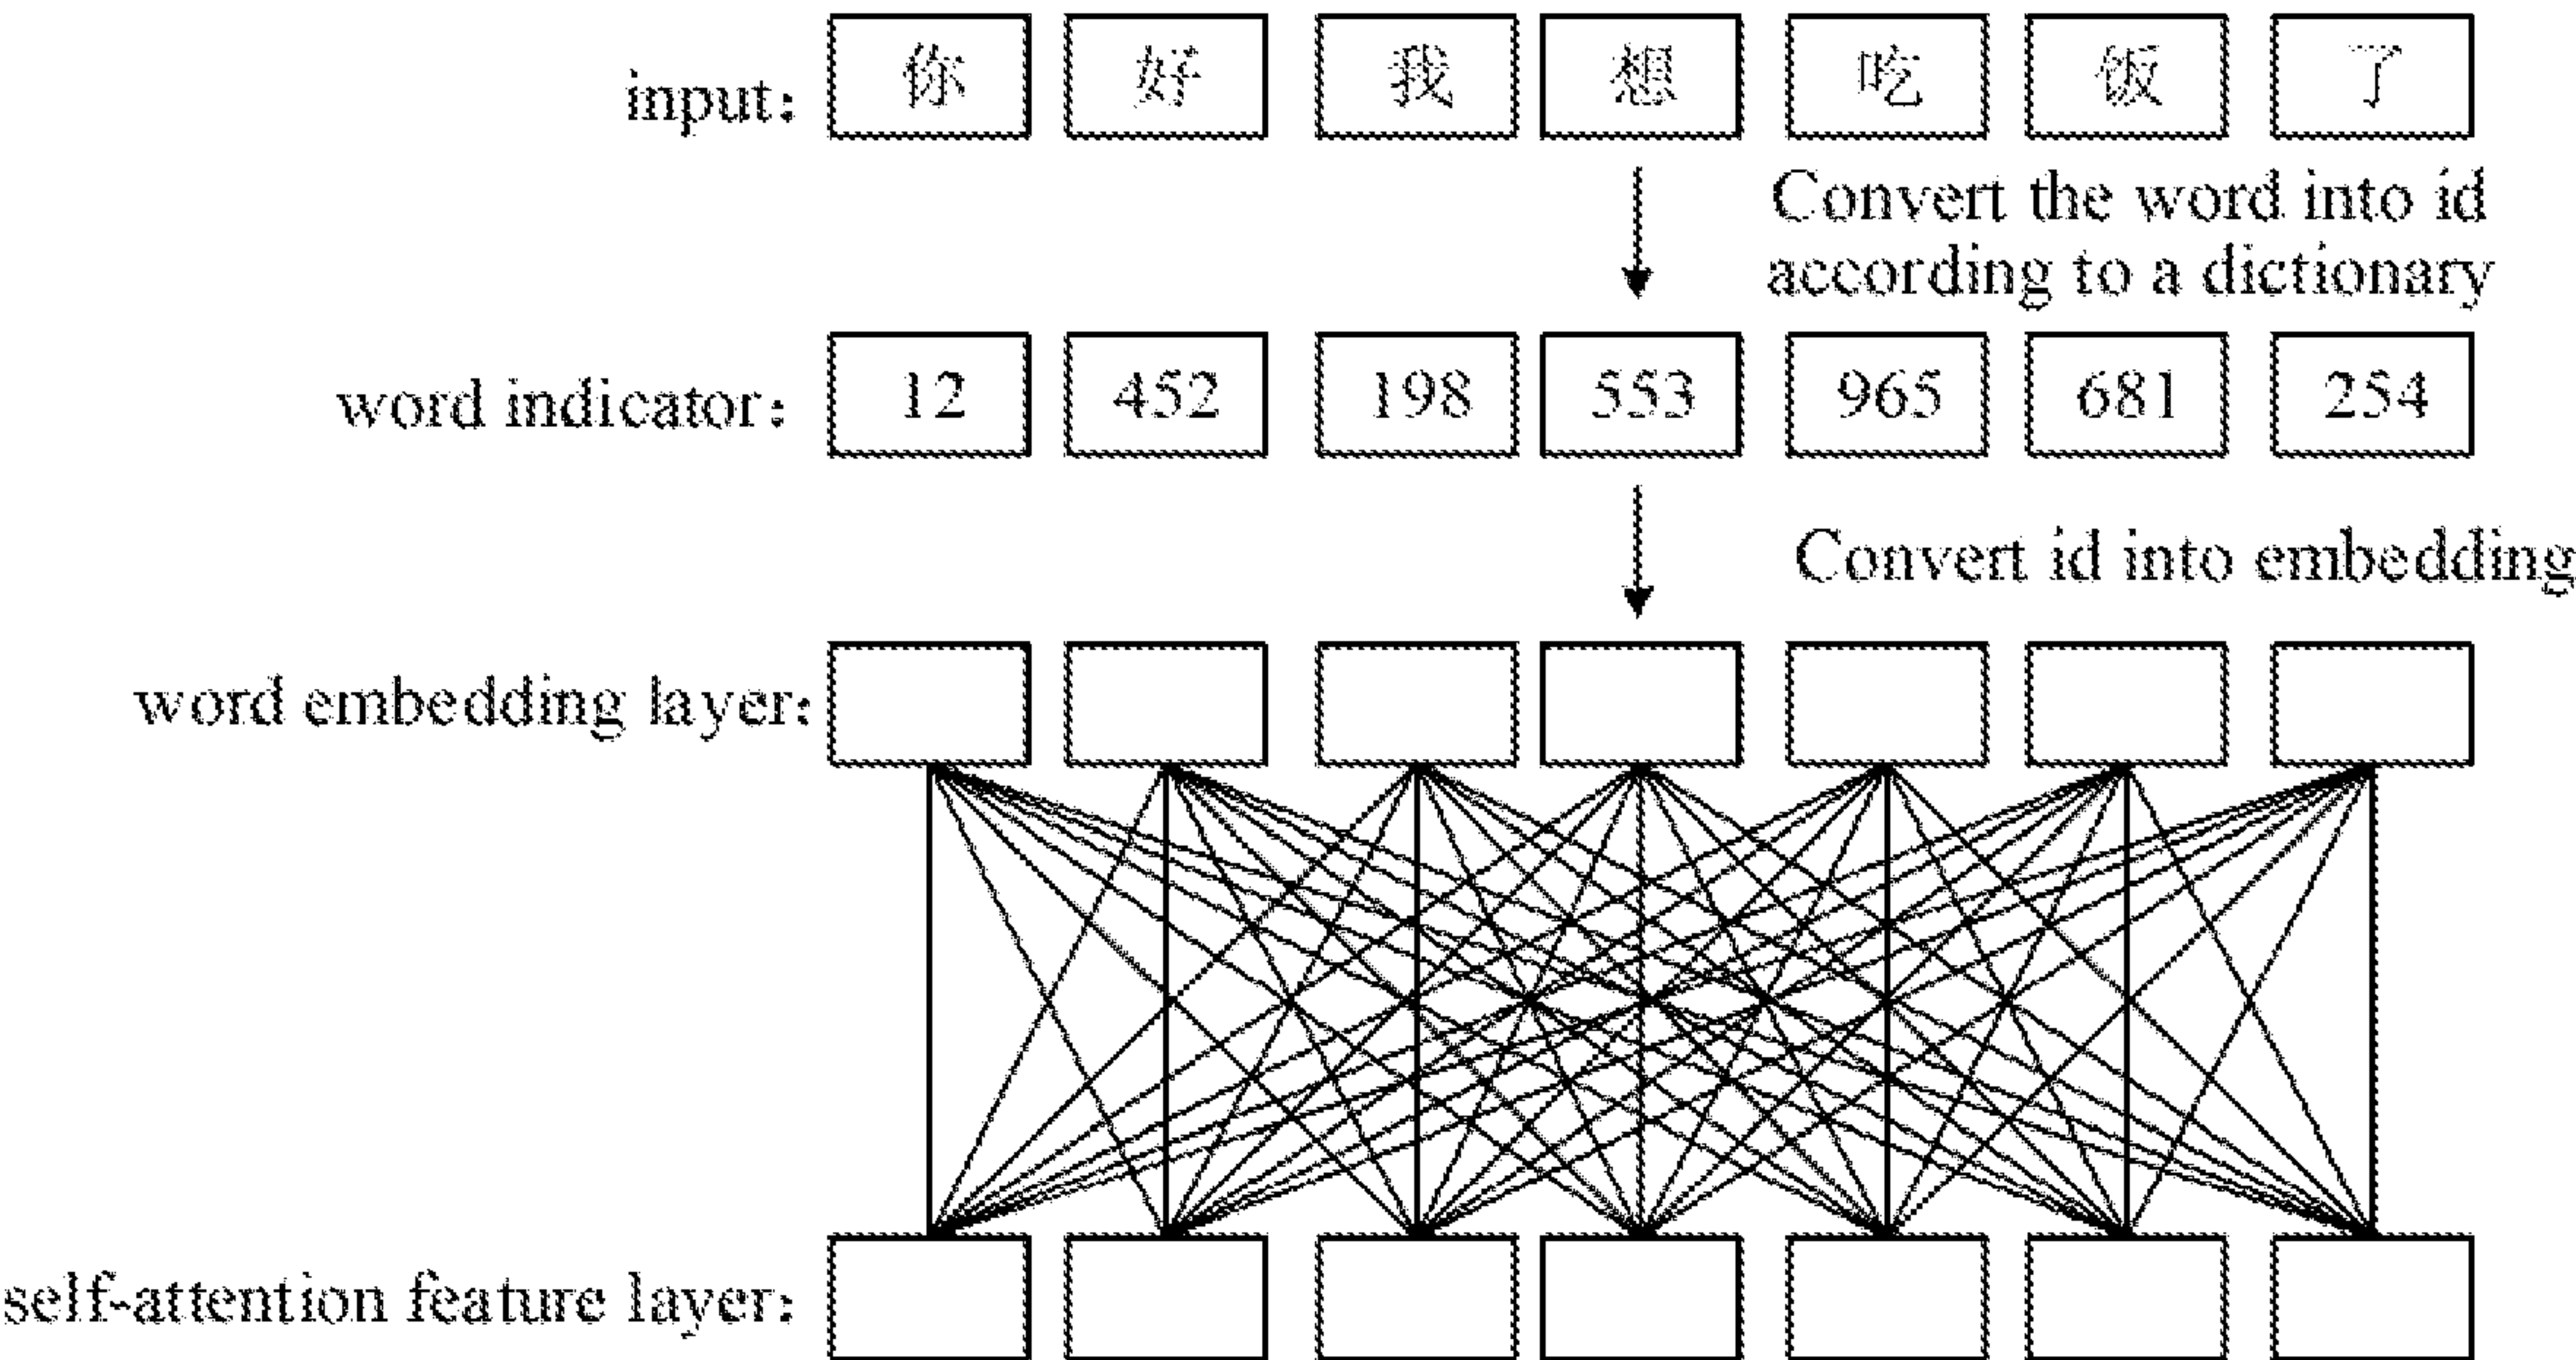 input: 你 好 我 想 吃 饭 了
Convert the word into id
according to a dictionary
word indicator: 12 452 198 553 965 681 254
Convert id into embedding
word embedding layer:
self-attention feature layer: